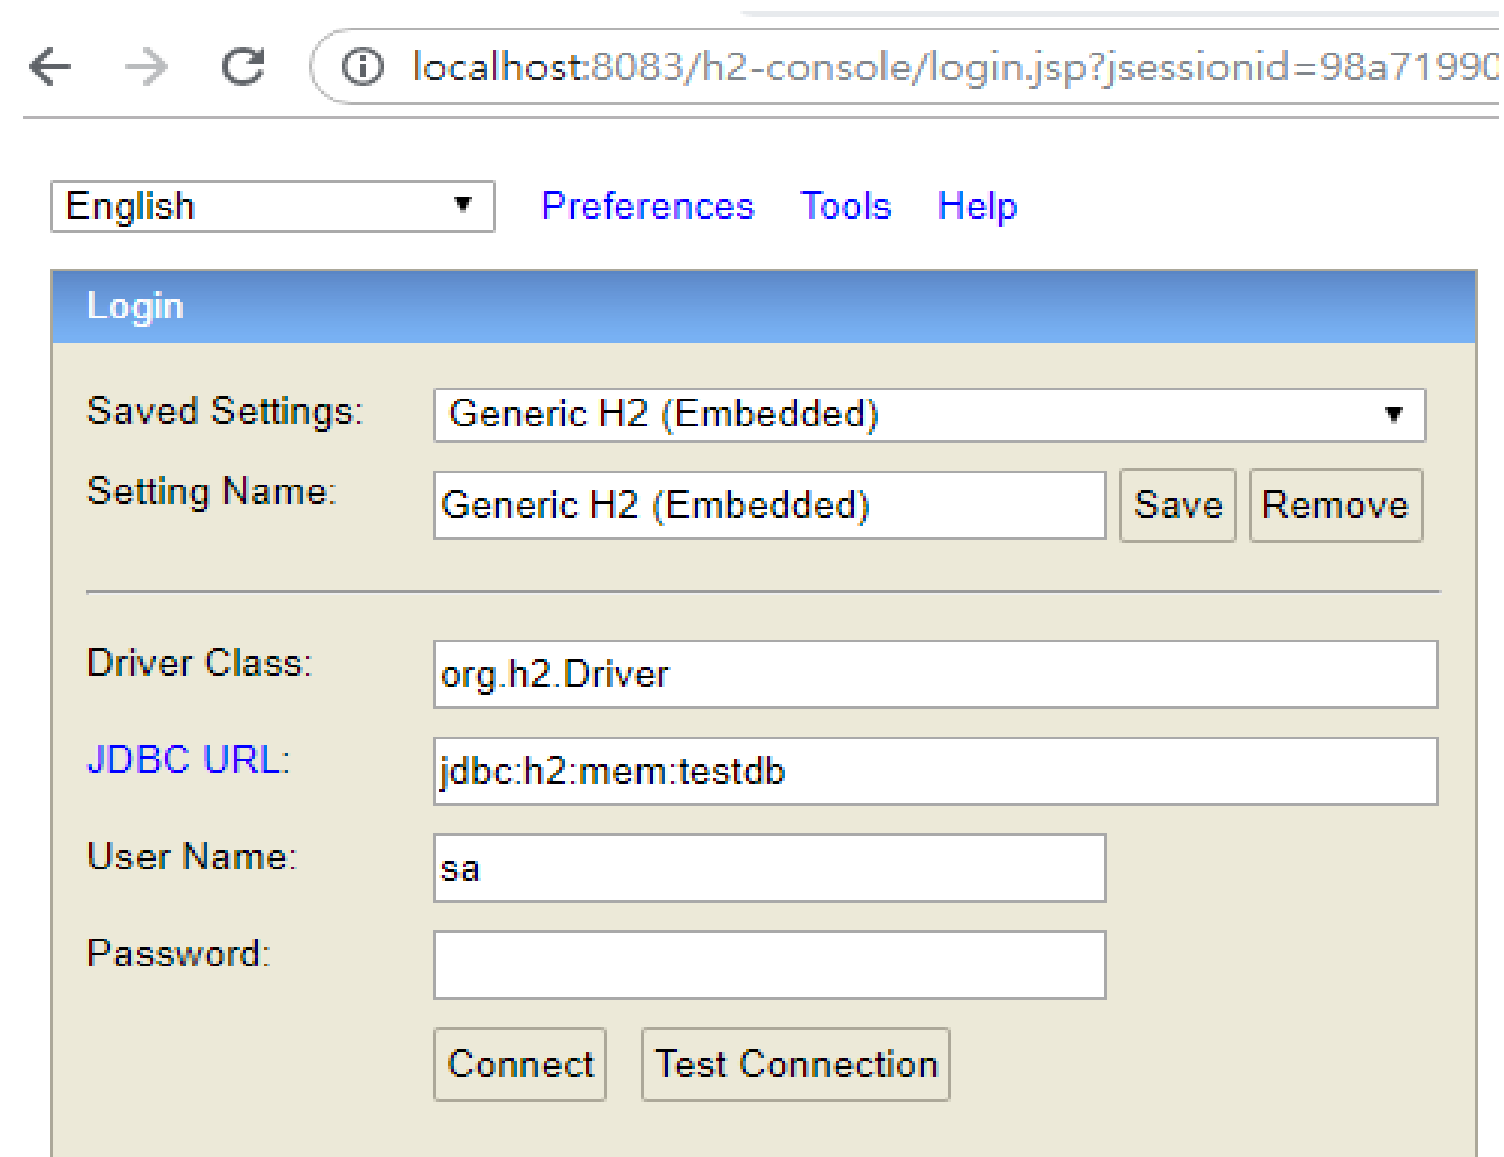 localhost:8083/h2-console/login.jsp?jsessionid=98a71990
English Preferences Tools Help
Login
Saved Settings: Generic H2 (Embedded)
Setting Name: Generic H2 (Embedded) Save Remove
Driver Class: org.h2.Driver
JDBC URL: jdbc:h2:mem:testdb
User Name: sa
Password:
Connect Test Connection